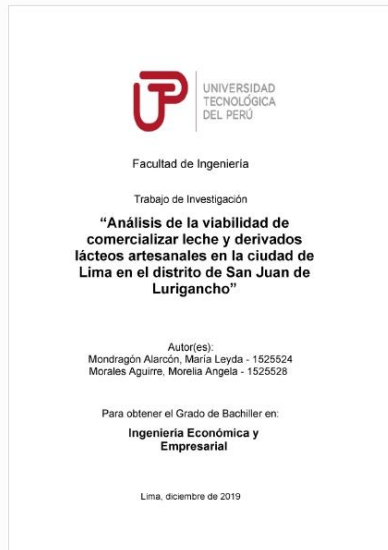 UTP
UNIVERSIDAD
TECNOLÓGICA
DEL PERÚ
Facultad de Ingeniería
Trabajo de Investigación
“Análisis de la viabilidad de
comercializar leche y derivados
lácteos artesanales en la ciudad de
Lima en el distrito de San Juan de
Lurigancho”
Autor(es):
Mondragón Alarcón, María Leyda - 1525524
Morales Aguirre, Morelia Angela - 1525528
Para obtener el Grado de Bachiller en:
Ingeniería Económica y
Empresarial
Lima, diciembre de 2019